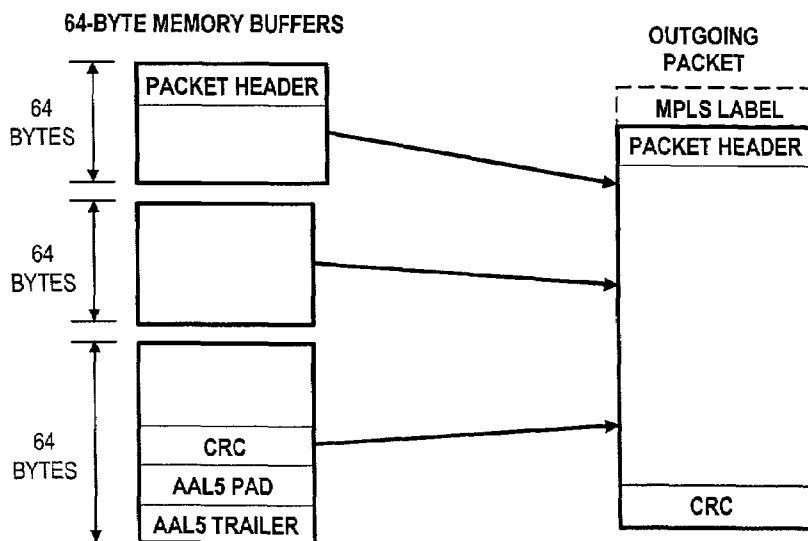 64-BYTE MEMORY BUFFERS
64
BYTES
PACKET HEADER
64
BYTES
64
BYTES
CRC
AAL5 PAD
AAL5 TRAILER
OUTGOING
PACKET
MPLS LABEL
PACKET HEADER
CRC